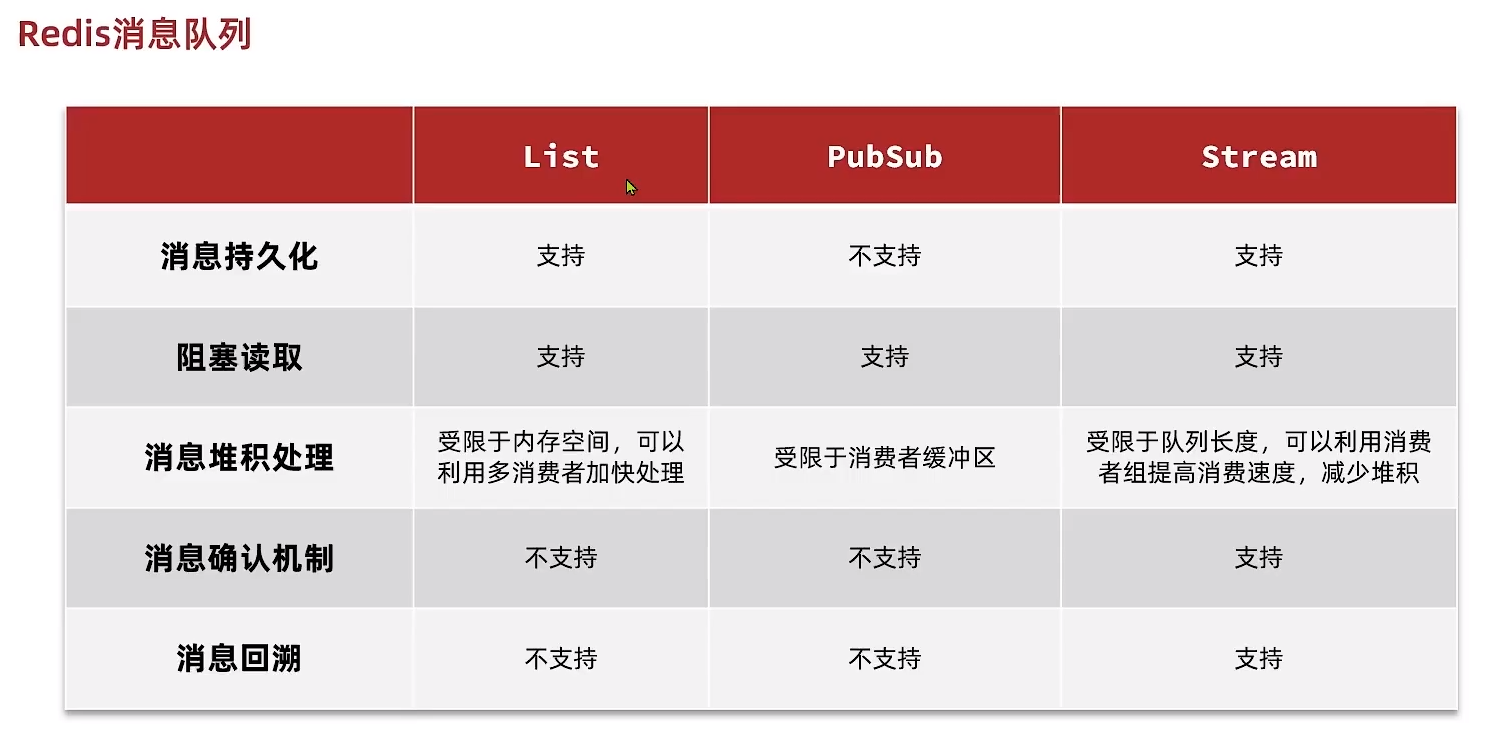 Redis消息队列
List PubSub Stream
消息持久化 支持 不支持 支持
阻塞读取 支持 支持 支持
消息堆积处理 受限于内存空间，可以 受限于消费者缓冲区 受限于队列长度，可以利用消费
利用多消费者加快处理 者组提高消费速度，减少堆积
消息确认机制 不支持 不支持 支持
消息回溯 不支持 不支持 支持